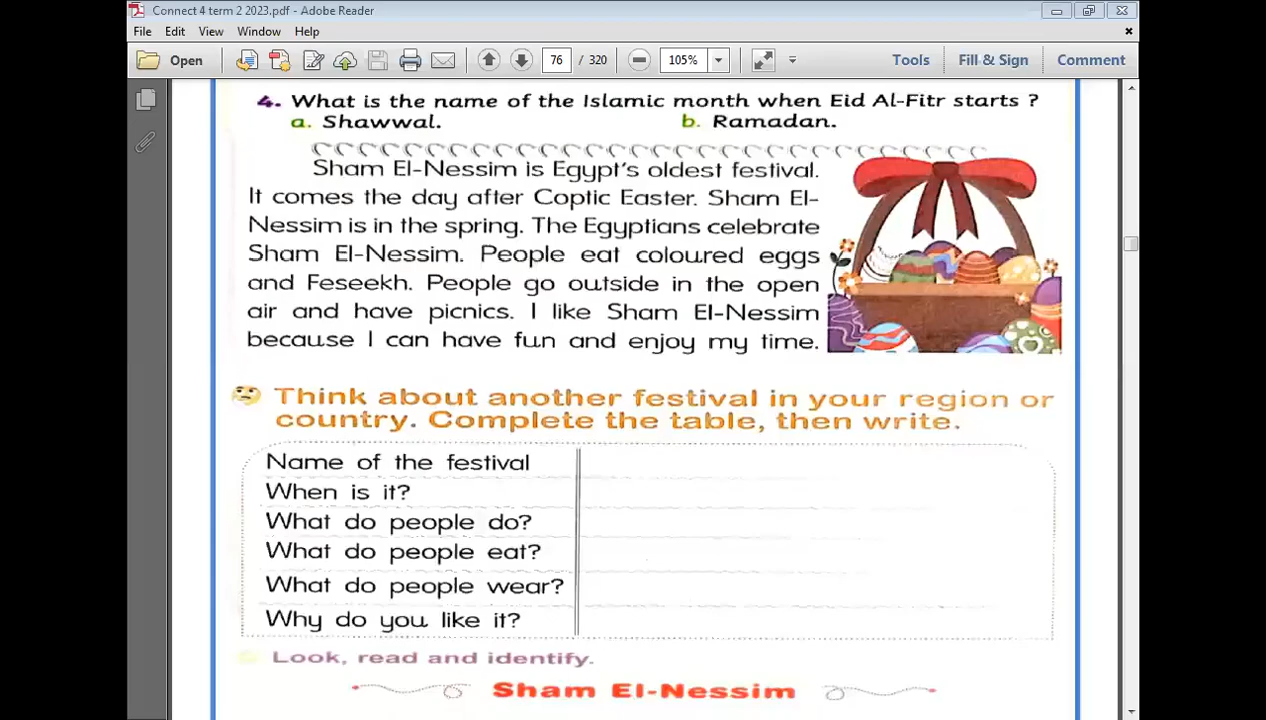 Connect 4 term 2 2023.pdf - Adobe Reader
File Edit View Window Help
Open 76 / 320 105% Tools Fill & Sign Comment
4. What is the name of the Islamic month when Eid Al-Fitr starts ?
a. Shawwal. b. Ramadan.
Sham El-Nessim is Egypt's oldest festival.
It comes the day after Coptic Easter. Sham El-
Nessim is in the spring. The Egyptians celebrate
Sham El-Nessim. People eat coloured eggs
and Feseekh. People go outside in the open
air and have picnics. I like Sham El-Nessim
because I can have fun and enjoy my time.
Think about another festival in your region or
country. Complete the table, then write.
Name of the festival
When is it?
What do people do?
What do people eat?
What do people wear?
Why do you like it?
Look, read and identify.
Sham El-Nessim